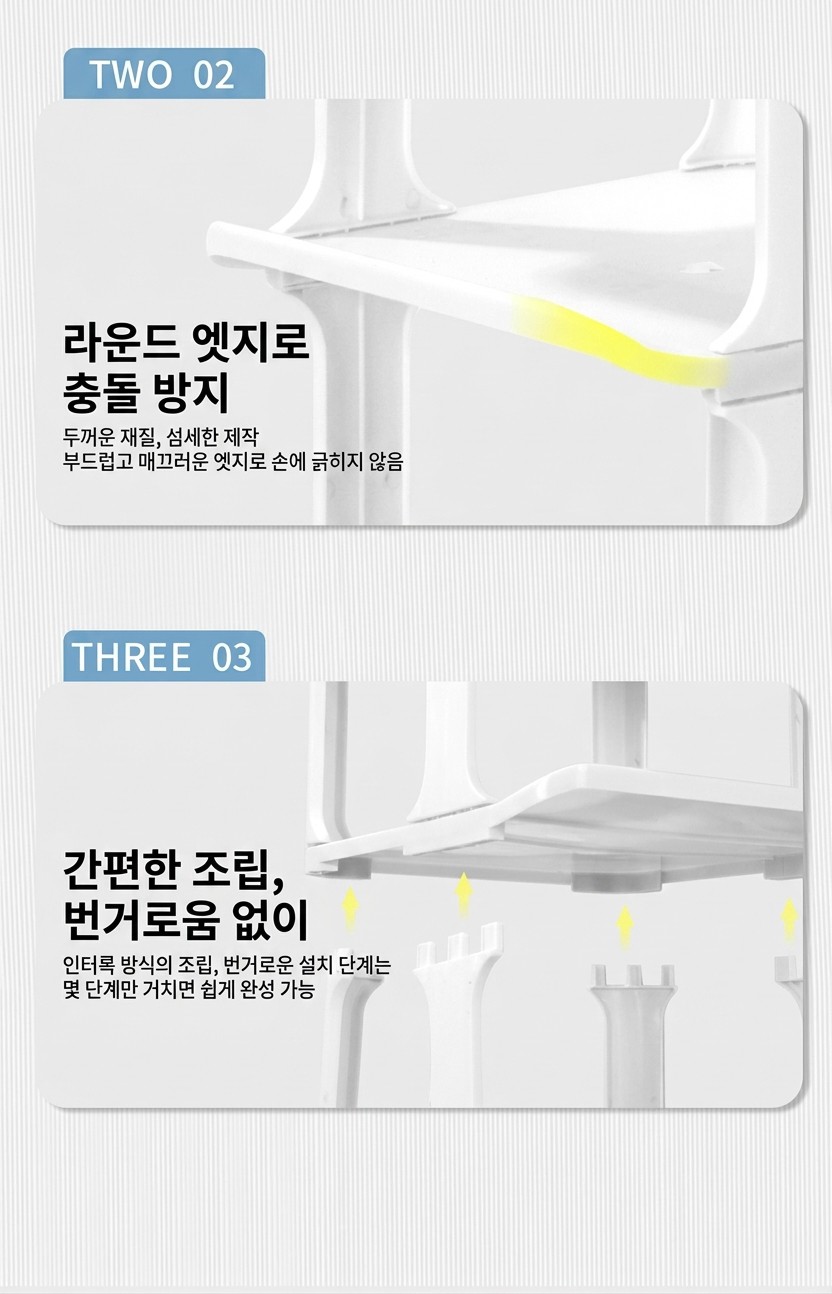 TWO 02
라운드 엣지로
충돌 방지
두꺼운 재질, 섬세한 제작
부드럽고 매끄러운 엣지로 손에 긁히지 않음
THREE 03
간편한 조립,
번거로움 없이
인터록 방식의 조립, 번거로운 설치 단계는
몇 단계만 거치면 쉽게 완성 가능